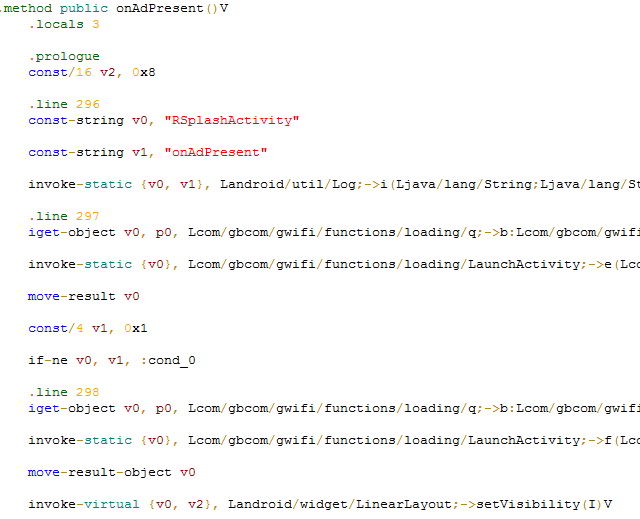 .method public onAdPresent()V
.locals 3
.prologue
const/16 v2, 0x8
.line 296
const-string v0, "RSplashActivity"
const-string v1, "onAdPresent"
invoke-static {v0, v1}, Landroid/util/Log;->i(Ljava/lang/String;Ljava/lang/St
.line 297
iget-object v0, p0, Lcom/gbcom/gwifi/functions/loading/q;->b:Lcom/gbcom/gwifi
invoke-static {v0}, Lcom/gbcom/gwifi/functions/loading/LaunchActivity;->e(Lco
move-result v0
const/4 v1, 0x1
if-ne v0, v1, :cond_0
.line 298
iget-object v0, p0, Lcom/gbcom/gwifi/functions/loading/q;->b:Lcom/gbcom/gwifi
invoke-static {v0}, Lcom/gbcom/gwifi/functions/loading/LaunchActivity;->f(Lco
move-result-object v0
invoke-virtual {v0, v2}, Landroid/widget/LinearLayout;->setVisibility(I)V